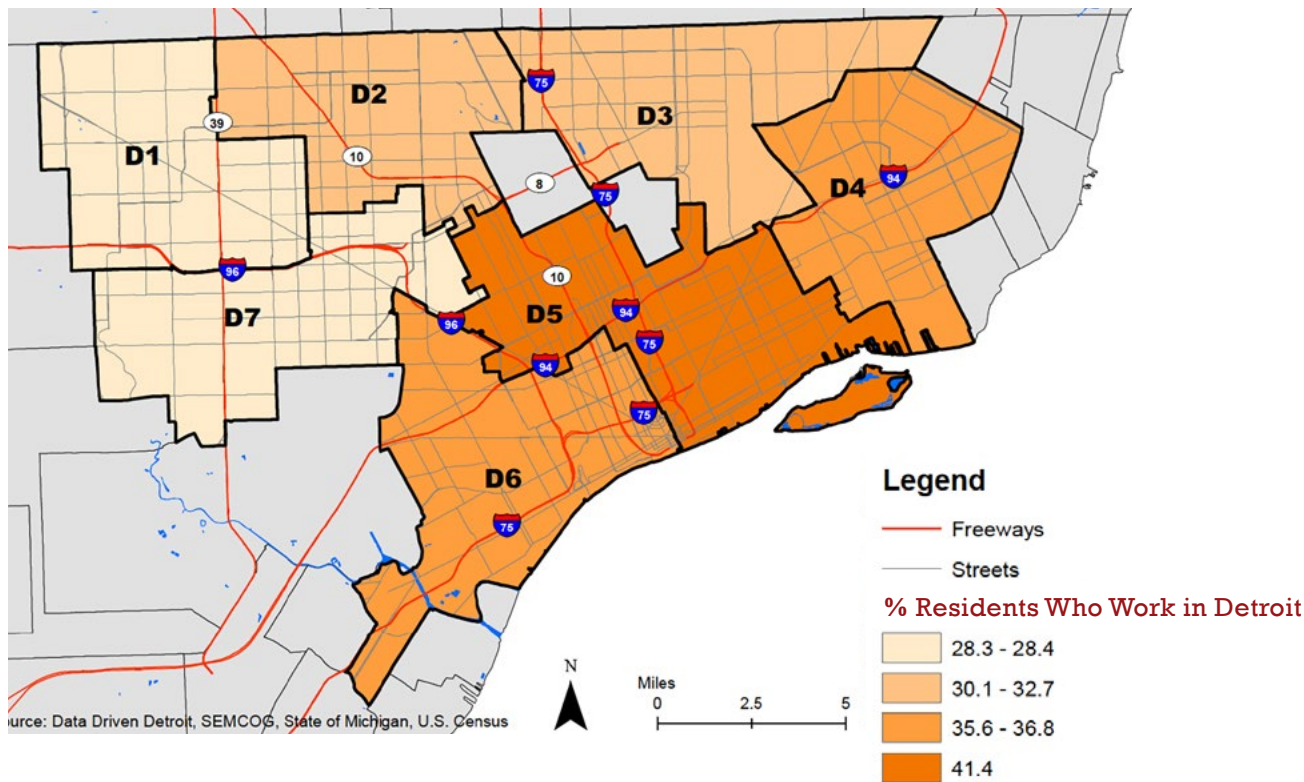 75
D2
D3
39
10
D1
94
8
D4
75
96
10
D7
D5
94
96
75
94
75
D6
75
Legend
Freeways
Streets
% Residents Who Work in Detroit
28.3 - 28.4
30.1 - 32.7
35.6 - 36.8
41.4
N
Miles
0 2.5 5
ource: Data Driven Detroit, SEMCOG, State of Michigan, U.S. Census